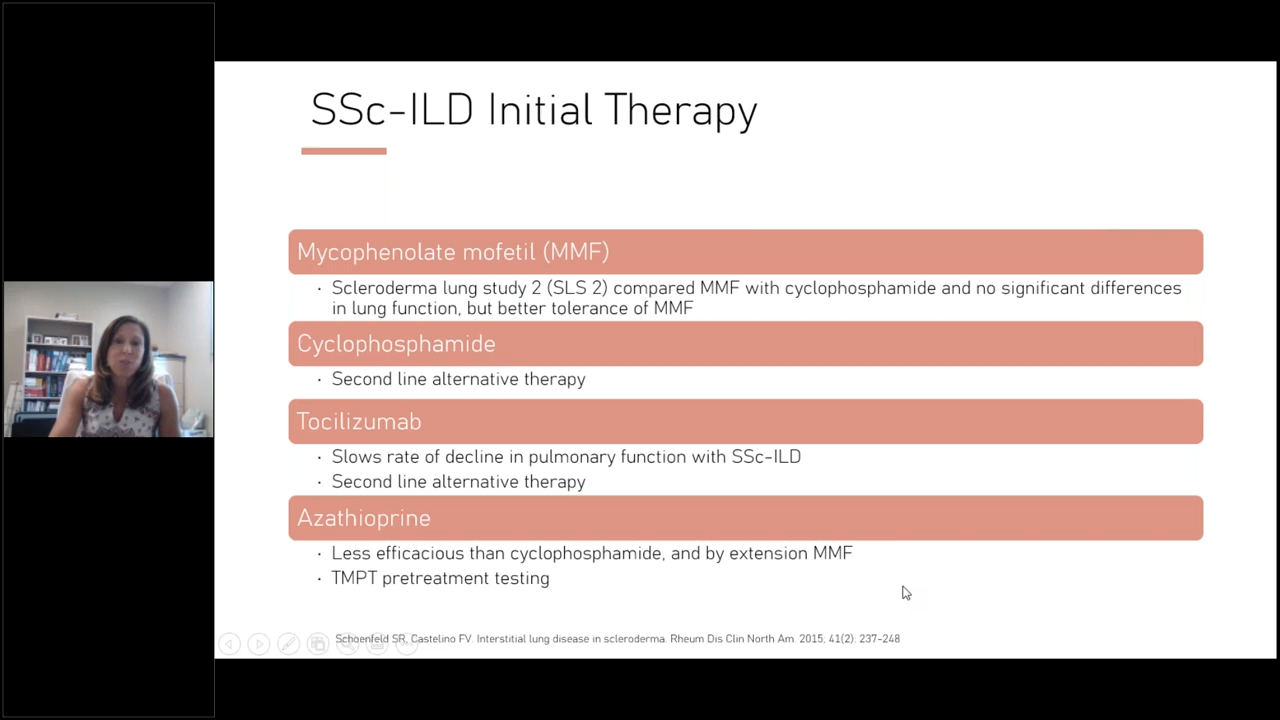 SSc-ILD Initial Therapy
Mycophenolate mofetil (MMF)
· Scleroderma lung study 2 (SLS 2) compared MMF with cyclophosphamide and no significant differences
in lung function, but better tolerance of MMF
Cyclophosphamide
· Second line alternative therapy
Tocilizumab
· Slows rate of decline in pulmonary function with SSc-ILD
· Second line alternative therapy
Azathioprine
· Less efficacious than cyclophosphamide, and by extension MMF
· TMPT pretreatment testing
Schoenfeld SR, Castelino FV. Interstitial lung disease in scleroderma. Rheum Dis Clin North Am. 2015; 41(2): 237-248